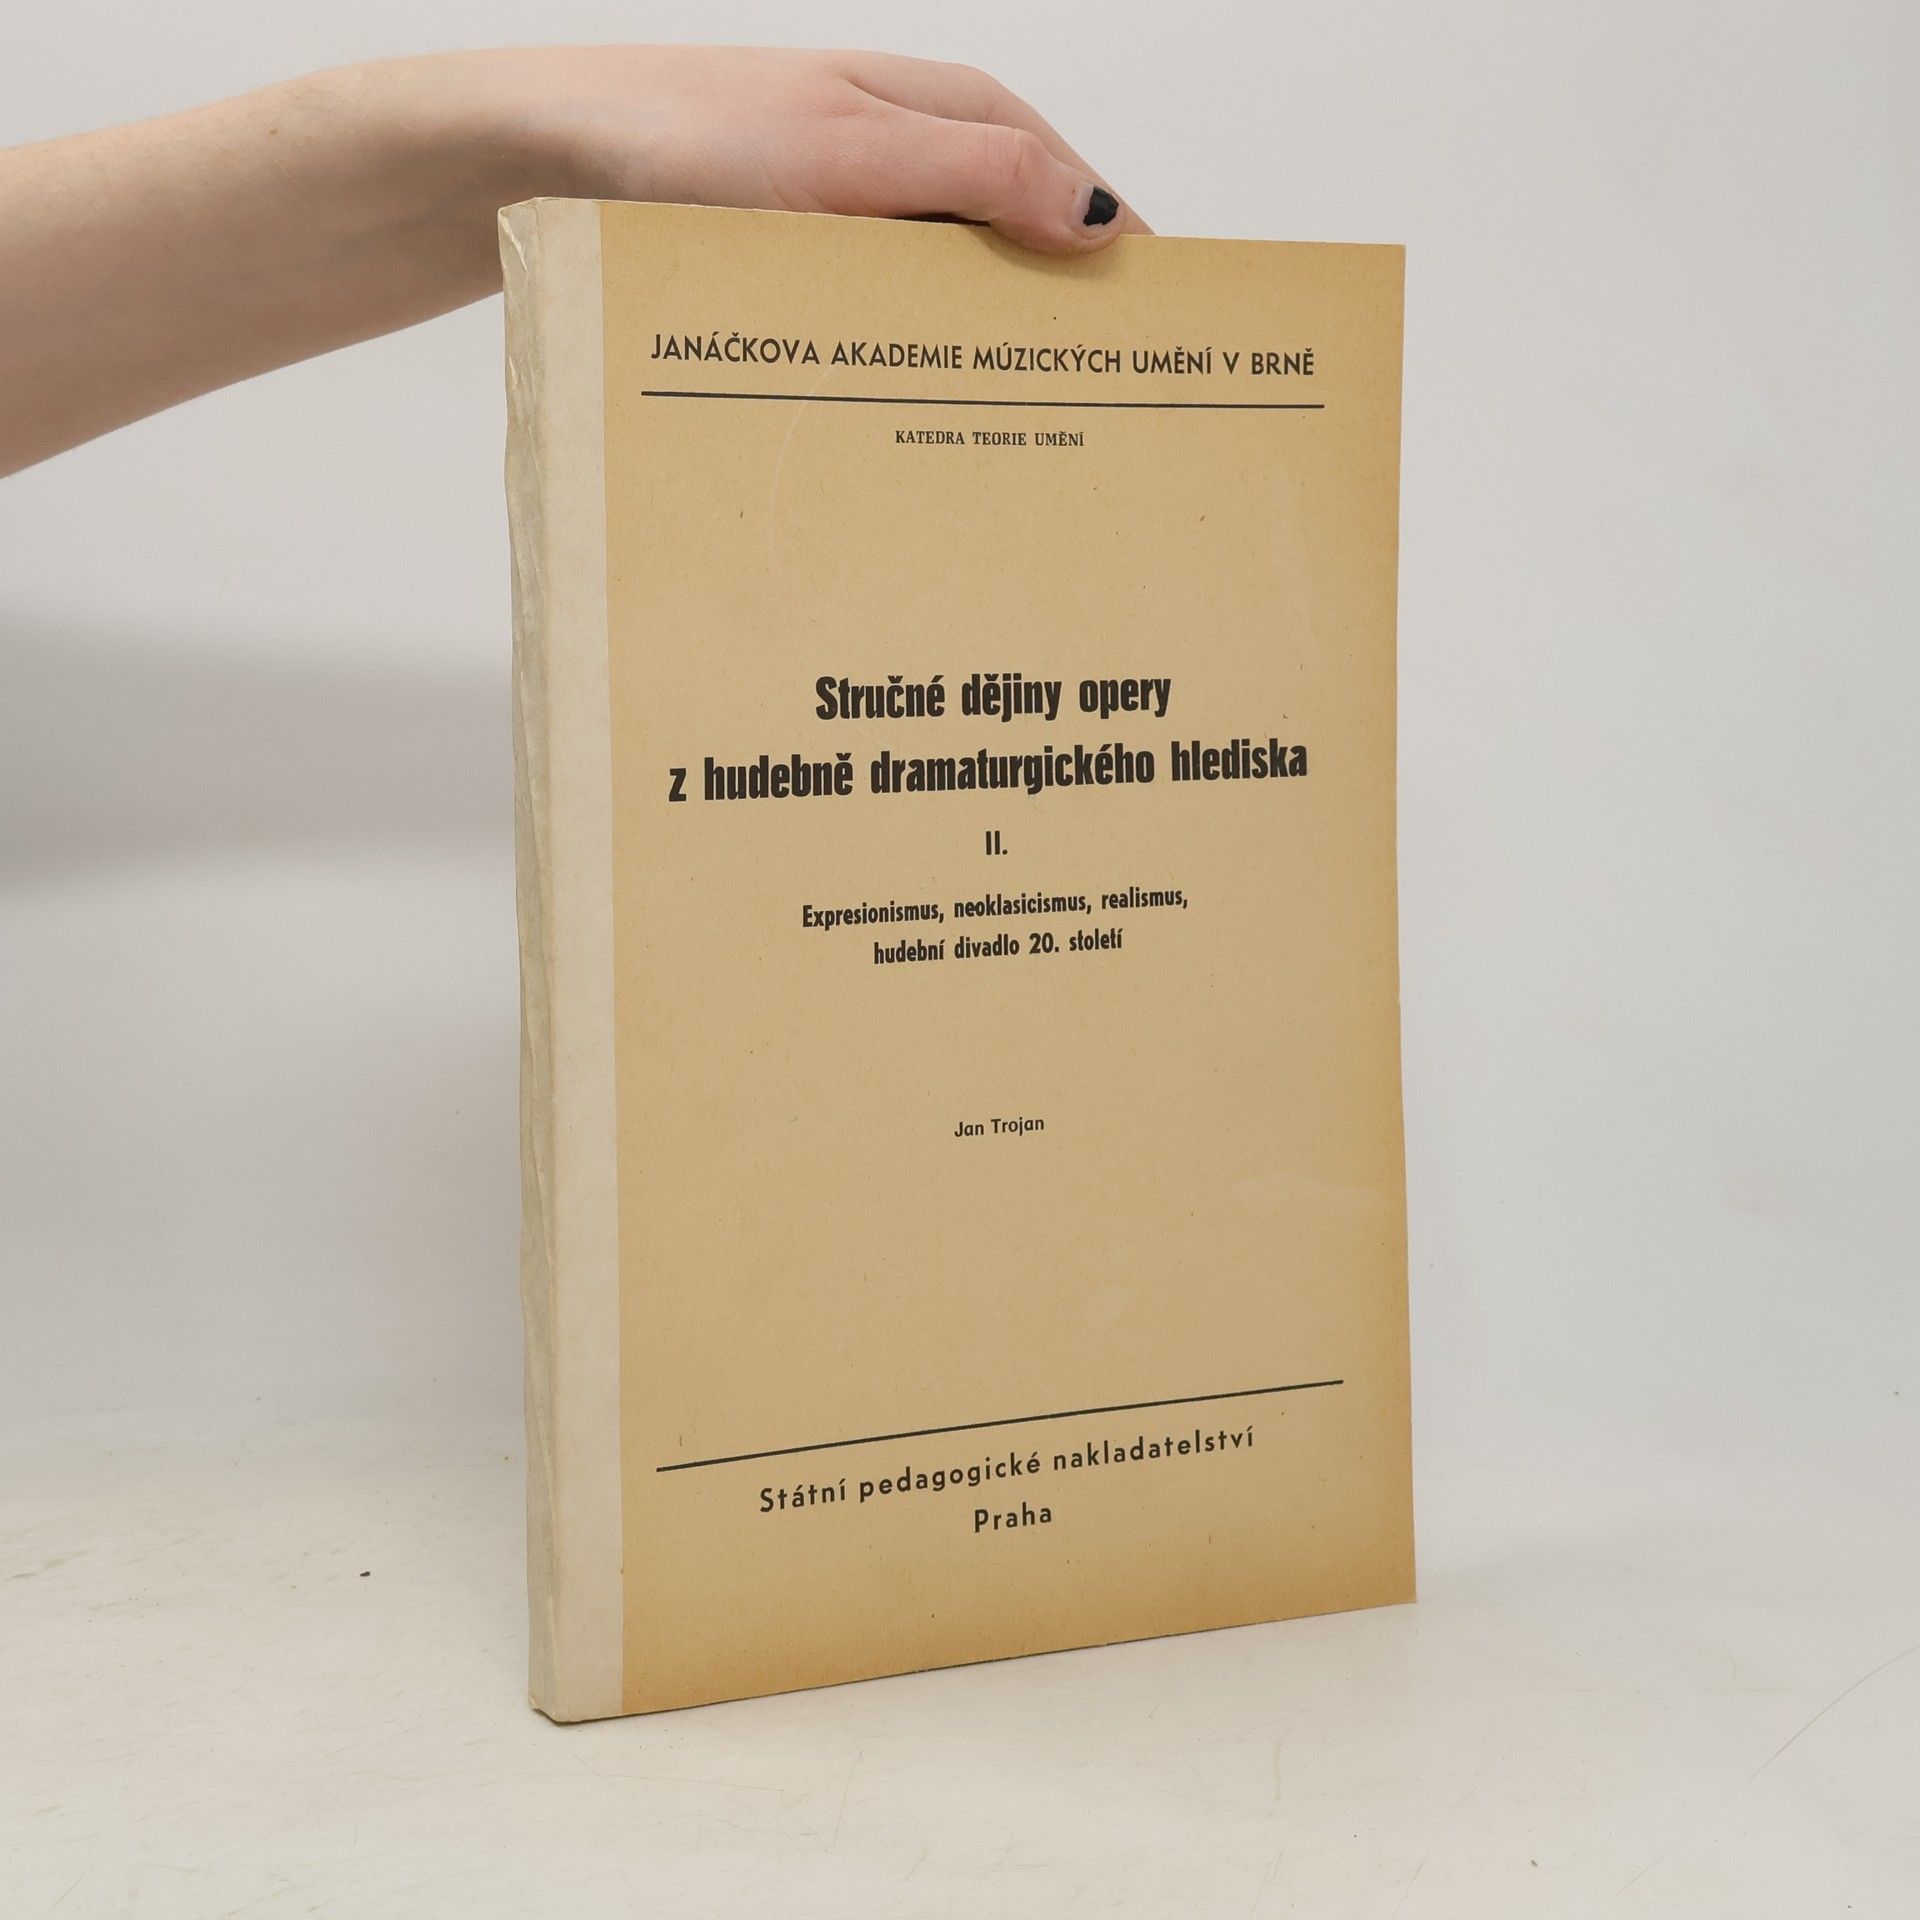 JANÁČKOVA AKADEMIE MÚZICKÝCH UMĚNÍ V BRNĚ
KATEDRA TEORIE UMĚNÍ
Stručné dějiny opery
z hudebně dramaturgického hlediska
II.
Expresionismus, neoklasicismus, realismus,
hudební divadlo 20. století
Jan Trojan
Státní pedagogické nakladatelství
Praha